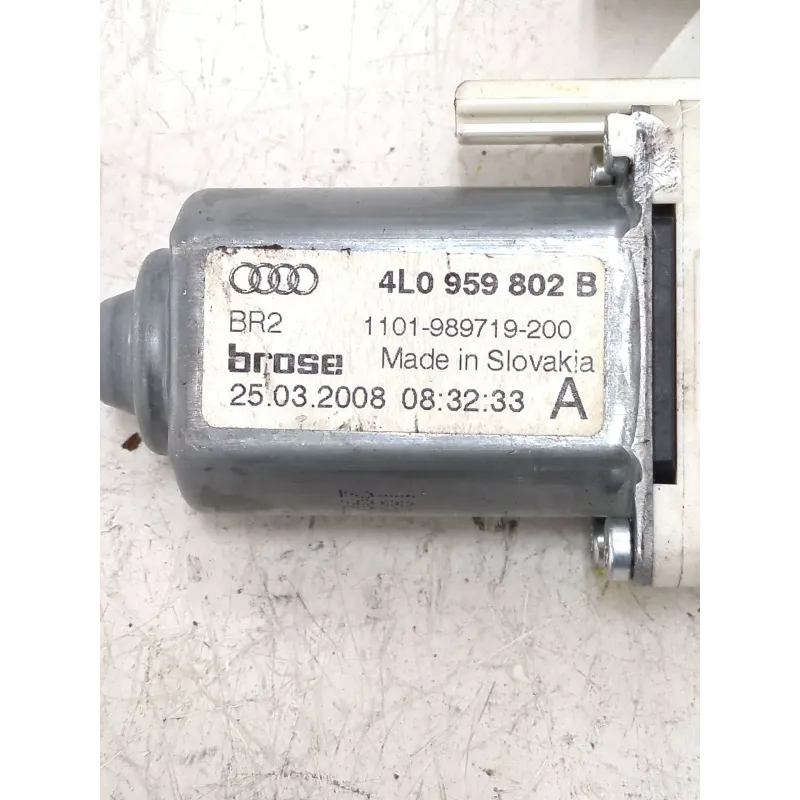 4L0 959 802 B
BR2 1101-989719-200
brose Made in Slovakia
25.03.2008 08:32:33 A